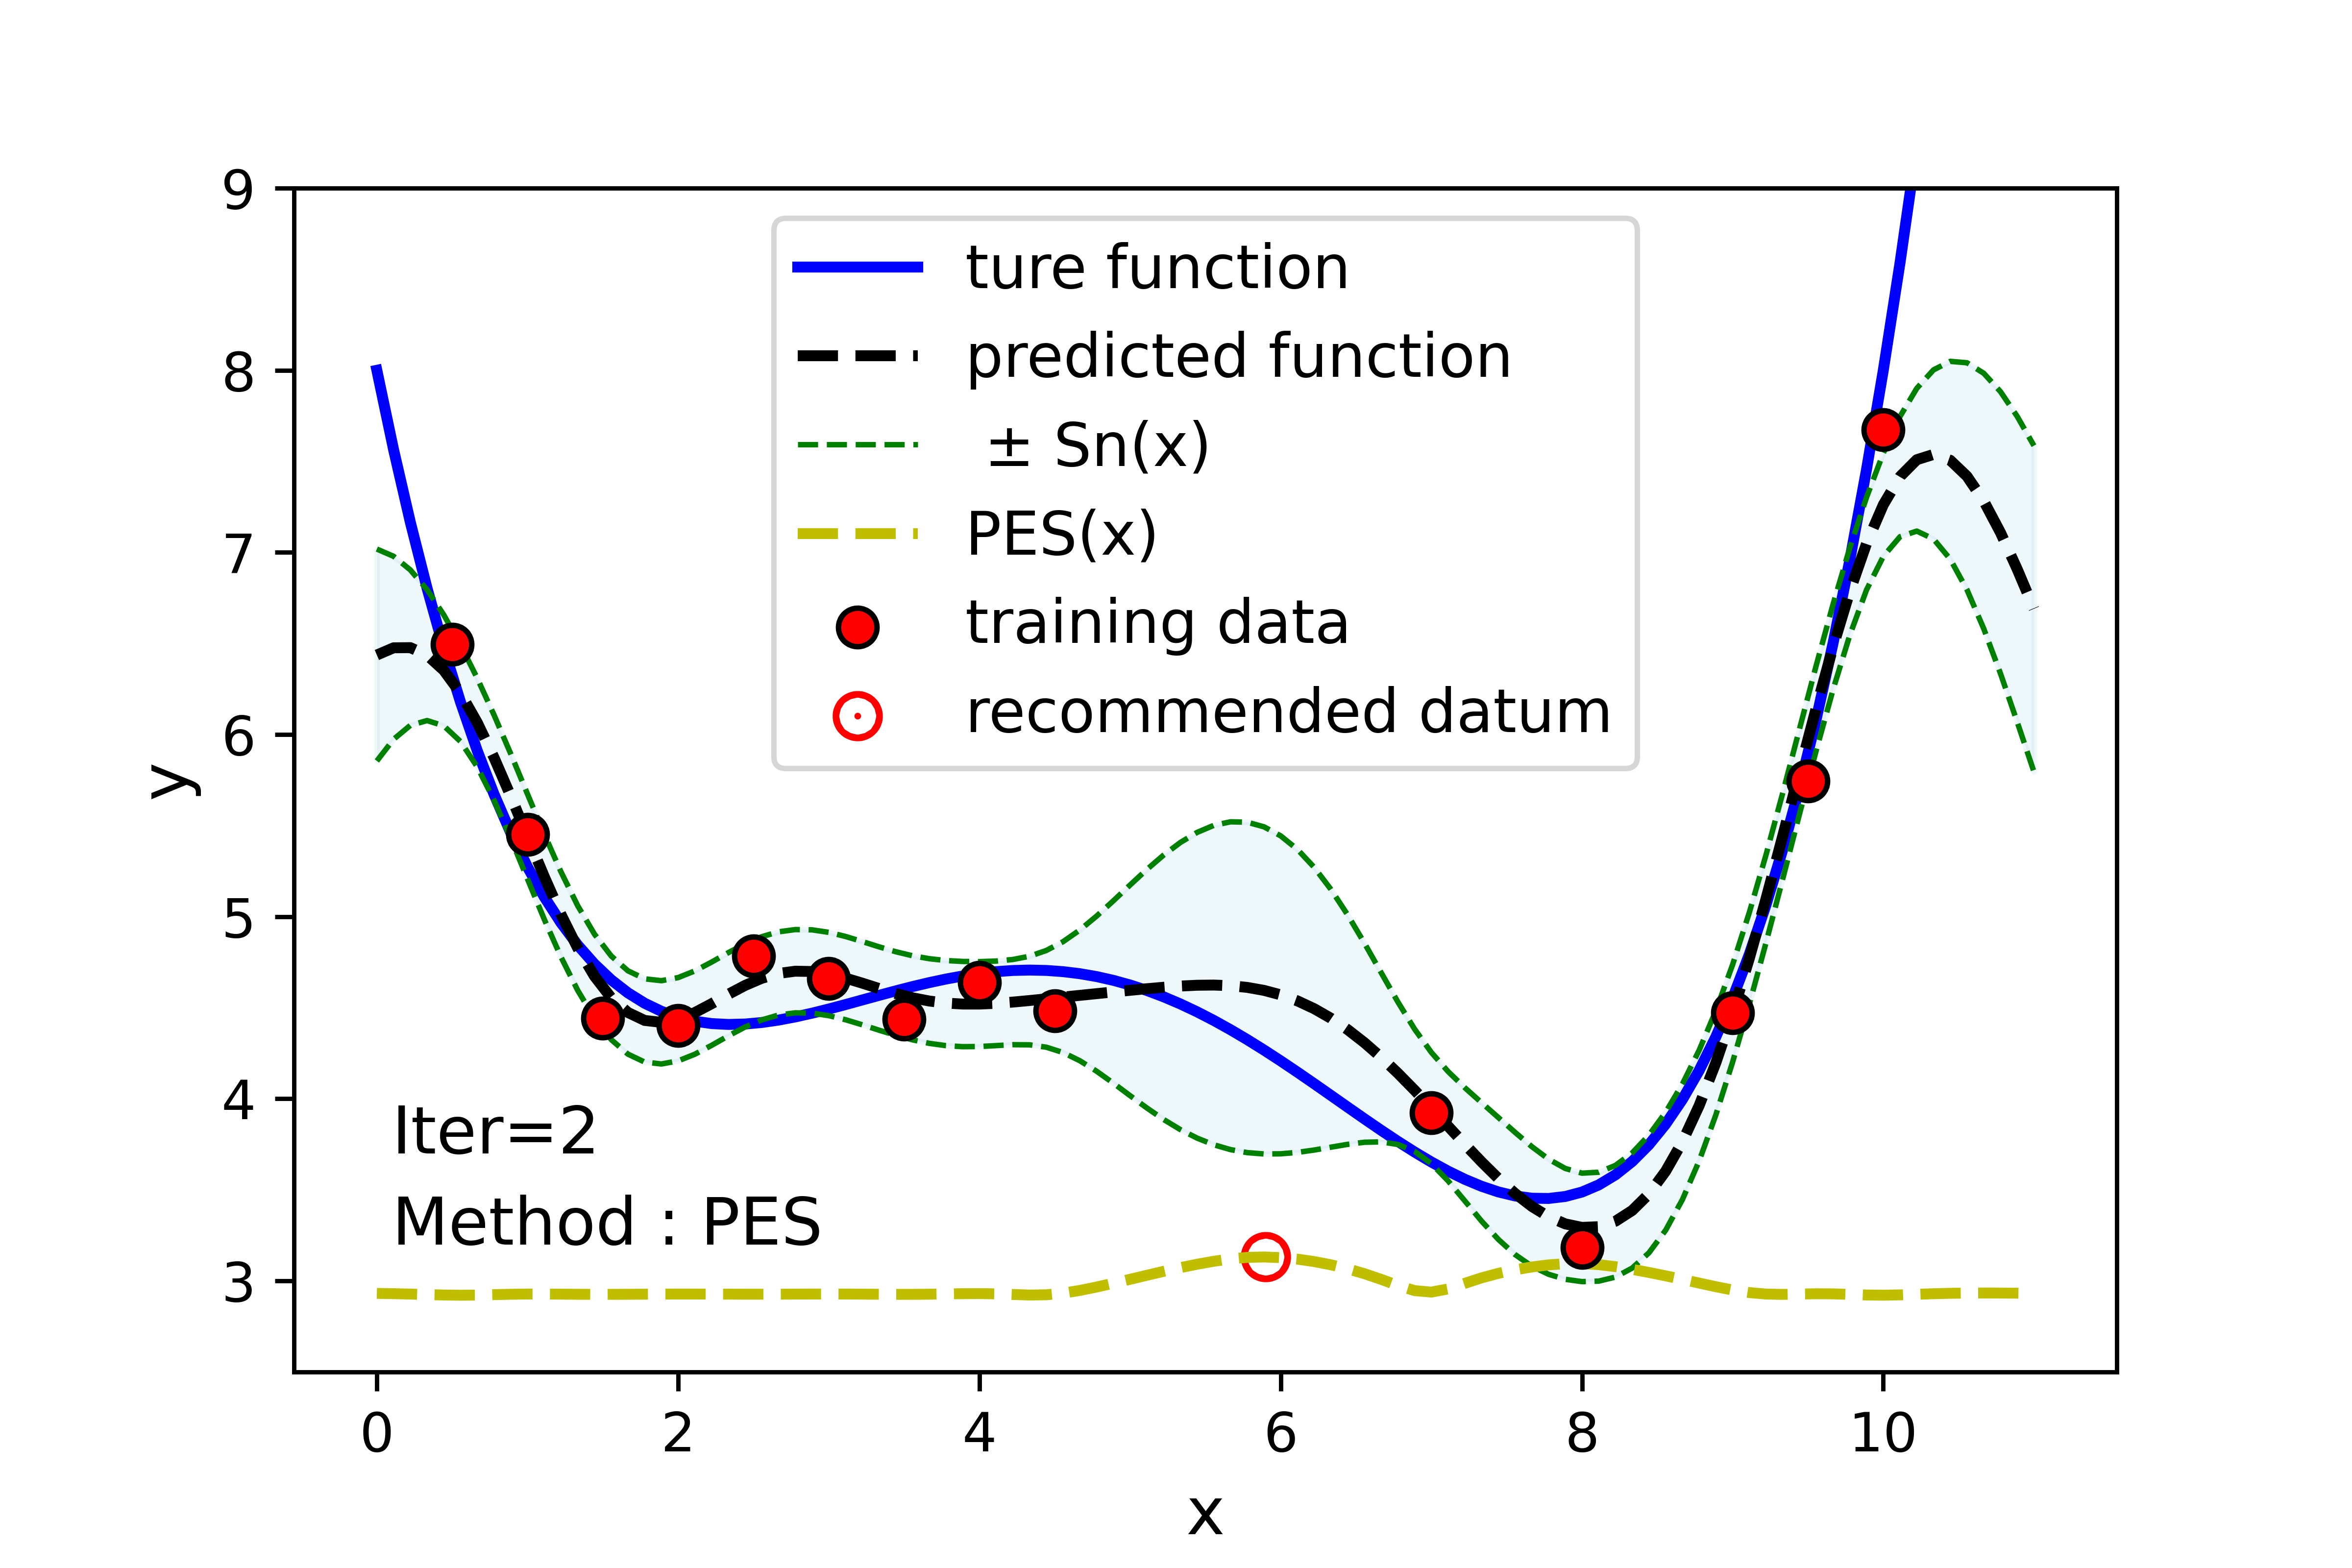 9
8
7
6
5
4
3
y
ture function
predicted function
± Sn(x)
PES(x)
training data
recommended datum
Iter=2
Method : PES
0 2 4 6 8 10
x